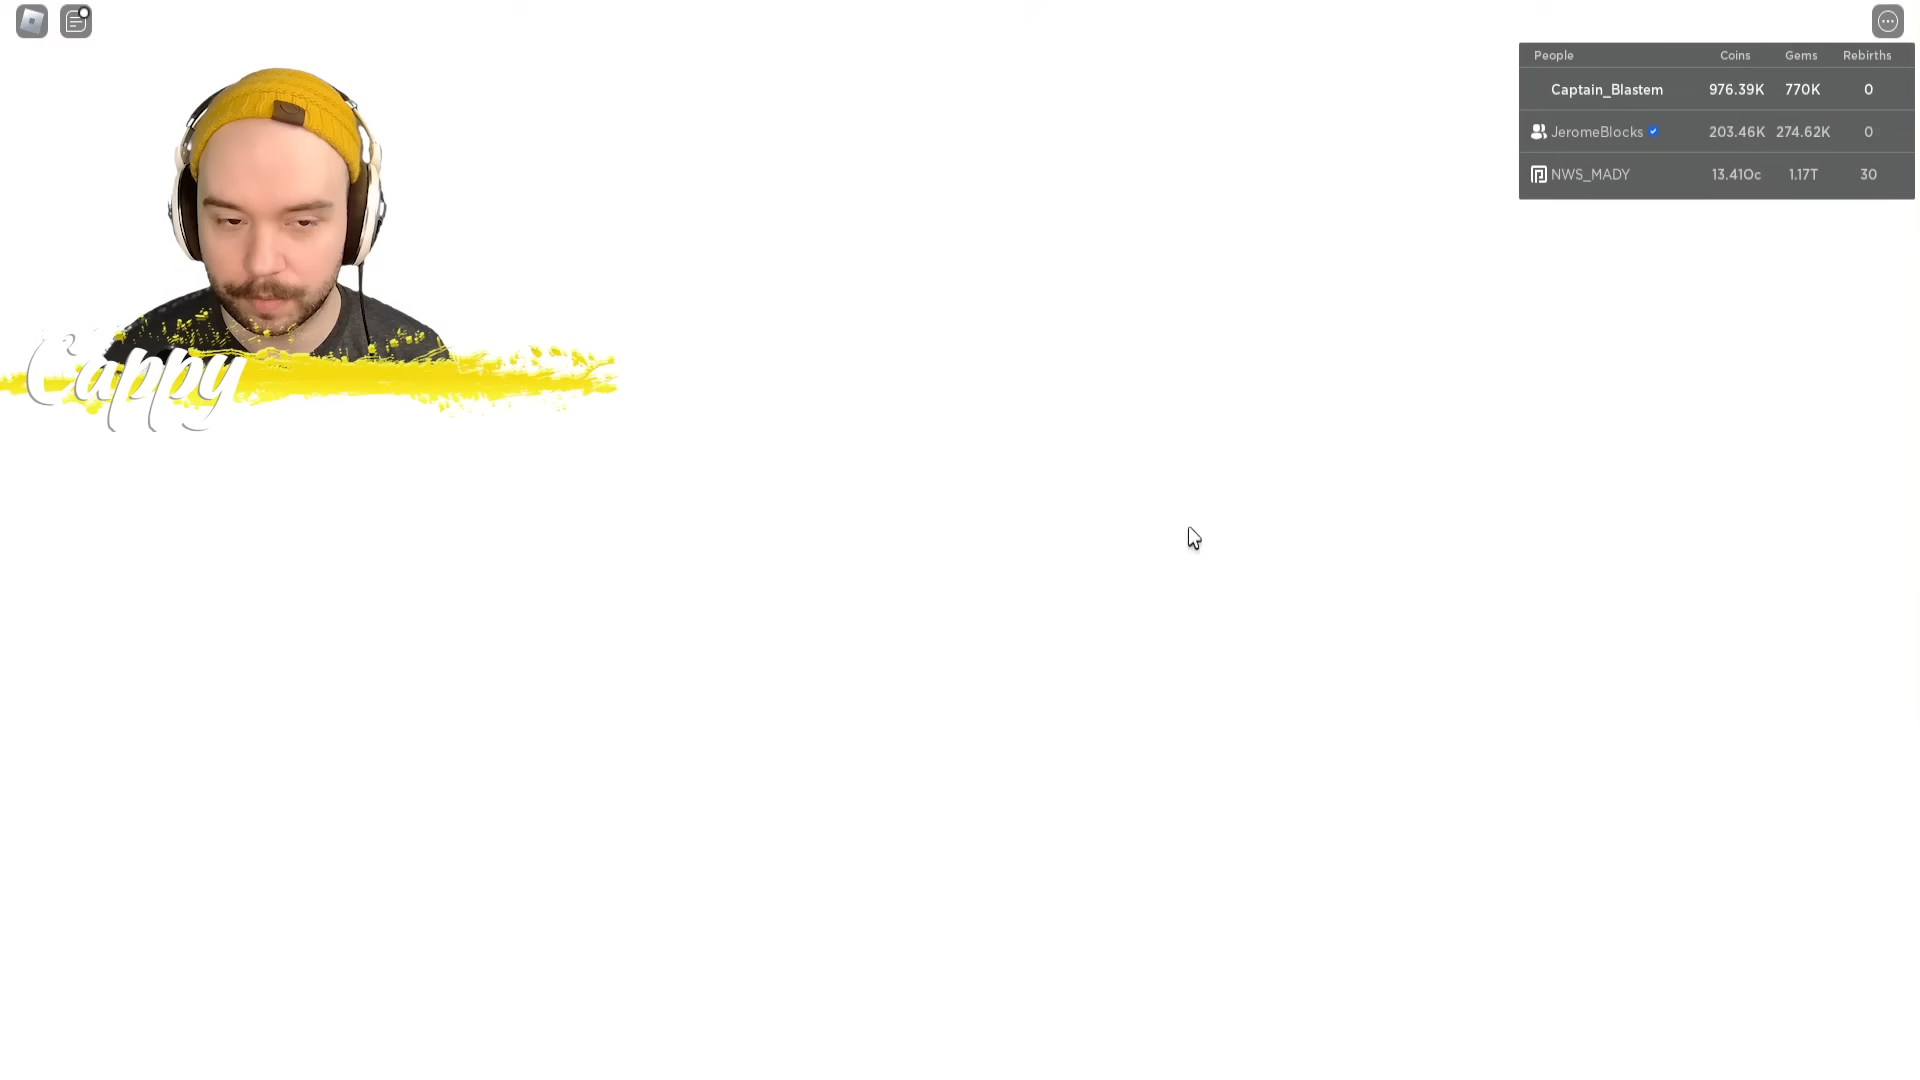 People Coins Gems Rebirths
Captain_Blastem 976.39K 770K 0
JeromeBlocks 203.46K 274.62K 0
NWS_MADY 13.41Oc 1.17T 30
Cappy